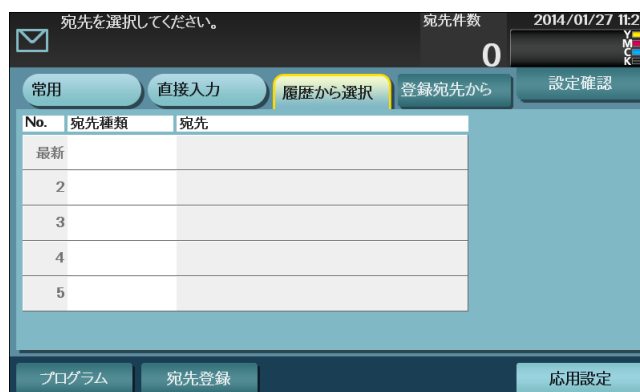 宛先を選択してください。 宛先件数 2014/01/27 11:2
0
Y
M
C
K
常用 直接入力 履歴から選択 登録宛先から 設定確認
No. 宛先種類 宛先
最新
2
3
4
5
プログラム 宛先登録 応用設定